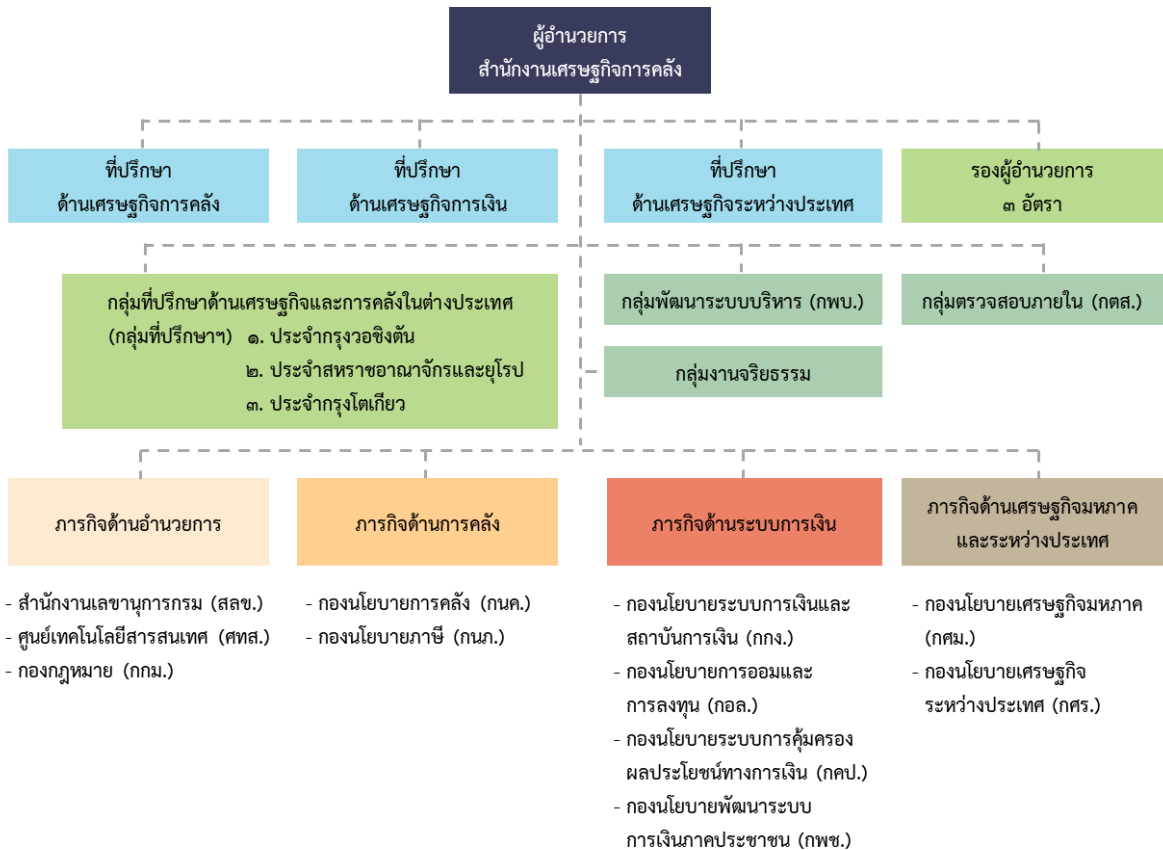 ผู้อำนวยการ
สำนักงานเศรษฐกิจการคลัง
ที่ปรึกษา
ด้านเศรษฐกิจการคลัง
ที่ปรึกษา
ด้านเศรษฐกิจการเงิน
ที่ปรึกษา
ด้านเศรษฐกิจระหว่างประเทศ
รองผู้อำนวยการ
๓ อัตรา
กลุ่มที่ปรึกษาด้านเศรษฐกิจและการคลังในต่างประเทศ
(กลุ่มที่ปรึกษาฯ) ๑. ประจำกรุงวอชิงตัน
๒. ประจำสหราชอาณาจักรและยุโรป
๓. ประจำกรุงโตเกียว
กลุ่มพัฒนาระบบบริหาร (กพบ.)
กลุ่มตรวจสอบภายใน (กตส.)
กลุ่มงานจริยธรรม
ภารกิจด้านอำนวยการ
- สำนักงานเลขานุการกรม (สลข.)
- ศูนย์เทคโนโลยีสารสนเทศ (ศทส.)
- กองกฎหมาย (กกม.)
ภารกิจด้านการคลัง
- กองนโยบายการคลัง (กนค.)
- กองนโยบายภาษี (กนภ.)
ภารกิจด้านระบบการเงิน
- กองนโยบายระบบการเงินและ
สถาบันการเงิน (กกง.)
- กองนโยบายการออมและ
การลงทุน (กอล.)
- กองนโยบายระบบการคุ้มครอง
ผลประโยชน์ทางการเงิน (กคป.)
- กองนโยบายพัฒนาระบบ
การเงินภาคประชาชน (กพช.)
ภารกิจด้านเศรษฐกิจมหภาค
และระหว่างประเทศ
- กองนโยบายเศรษฐกิจมหภาค
(กศม.)
- กองนโยบายเศรษฐกิจ
ระหว่างประเทศ (กศร.)